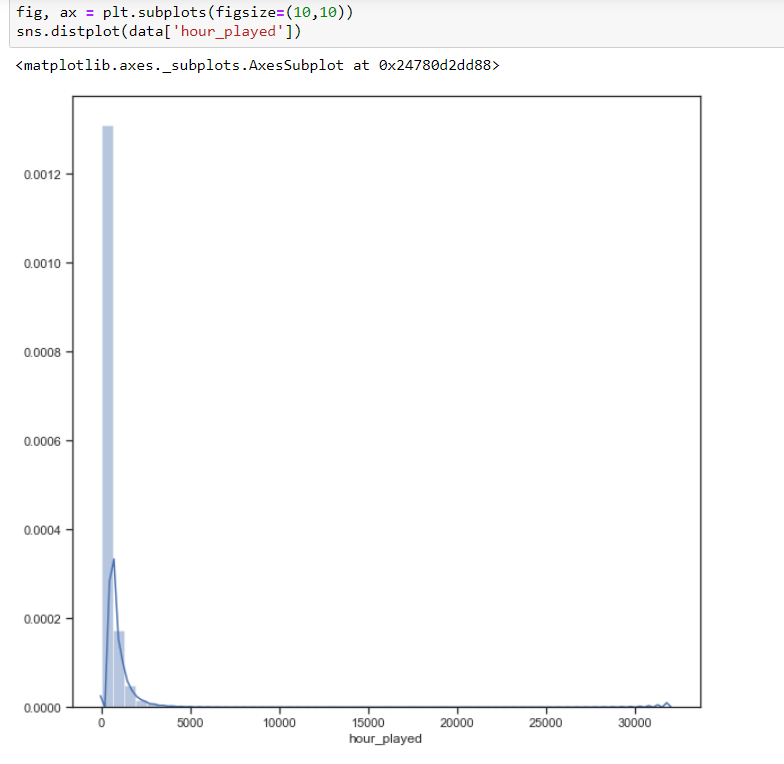 fig, ax = plt.subplots(figsize=(10,10))
sns.distplot(data['hour_played'])
<matplotlib.axes._subplots.AxesSubplot at 0x24780d2dd88>
0.0012
0.0010
0.0008
0.0006
0.0004
0.0002
0.0000
0 5000 10000 15000 20000 25000 30000
hour_played